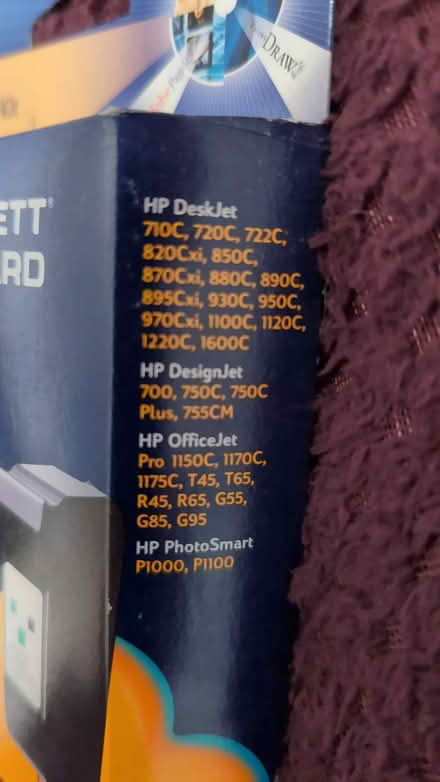 DRAW
ETT
ARD
HP DeskJet
710C, 720C, 722C,
820Cxi, 850C,
870Cxi, 880C, 890C,
895Cxi, 930C, 950C,
970Cxi, 1100C, 1120C,
1220C, 1600C
HP DesignJet
700, 750C, 750C
Plus, 755CM
HP OfficeJet
Pro 1150C, 1170C,
1175C, T45, T65,
R45, R65, G55,
G85, G95
HP PhotoSmart
P1000, P1100